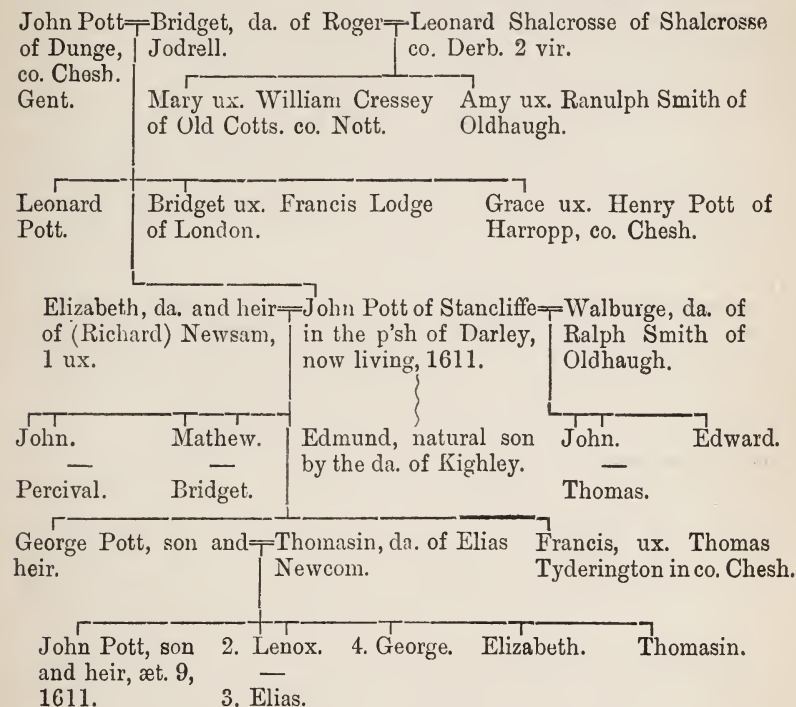 John Pott Bridget, da. of Roger Leonard Shalcrosse of Shalcrosse
of Dunge, Jodrell. co. Derb. 2 vir.
co. Chesh.
Gent. Mary ux. William Cressey Amy ux. Ranulph Smith of
of Old Cotts. co. Nott. Oldhaugh.
Leonard Bridget ux. Francis Lodge Grace ux. Henry Pott of
Pott. of London. Harropp, co. Chesh.
Elizabeth, da. and heir John Pott of Stancliffe Walburge, da. of
of (Richard) Newsam, in the p'sh of Darley, Ralph Smith of
1 ux. now living, 1611. Oldhaugh.
John. Mathew. Edmund, natural son John. Edward.
by the da. of Kighley.
Percival. Bridget. Thomas.
George Pott, son and Thomasin, da. of Elias Francis, ux. Thomas
heir. Newcom. Tyderington in co. Chesh.
John Pott, son 2. Lenox. 4. George. Elizabeth. Thomasin.
and heir, æt. 9,
1611. 3. Elias.